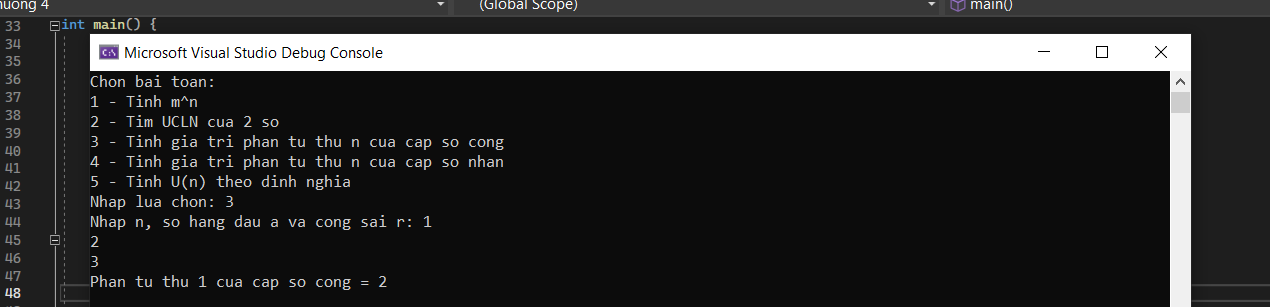 (Global Scope)
main()
33 int main() {
34
35
36
37
38
39
40
41
42
43
44
45
46
47
48
Microsoft Visual Studio Debug Console
Chon bai toan:
1 - Tinh m^n
2 - Tim UCLN cua 2 so
3 - Tinh gia tri phan tu thu n cua cap so cong
4 - Tinh gia tri phan tu thu n cua cap so nhan
5 - Tinh U(n) theo dinh nghia
Nhap lua chon: 3
Nhap n, so hang dau a va cong sai r: 1
2
3
Phan tu thu 1 cua cap so cong = 2